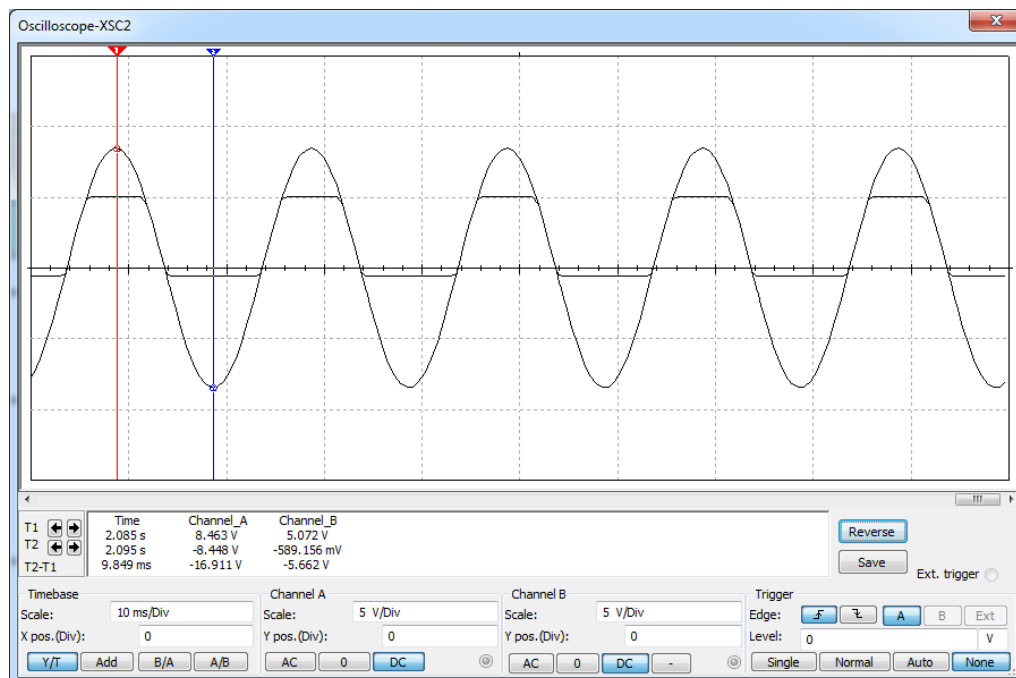 Oscilloscope-XSC2
1 2
Time Channel_A Channel_B
T1 2.085 s 8.463 V 5.072 V
T2 2.095 s -8.448 V -589.156 mV
T2-T1 9.849 ms -16.911 V -5.662 V
Reverse
Save
Ext. trigger
Timebase
Scale: 10 ms/Div
X pos.(Div): 0
Y/T Add B/A A/B
Channel A
Scale: 5 V/Div
Y pos.(Div): 0
AC 0 DC
Channel B
Scale: 5 V/Div
Y pos.(Div): 0
AC 0 DC -
Trigger
Edge: A B Ext
Level: 0 V
Single Normal Auto None